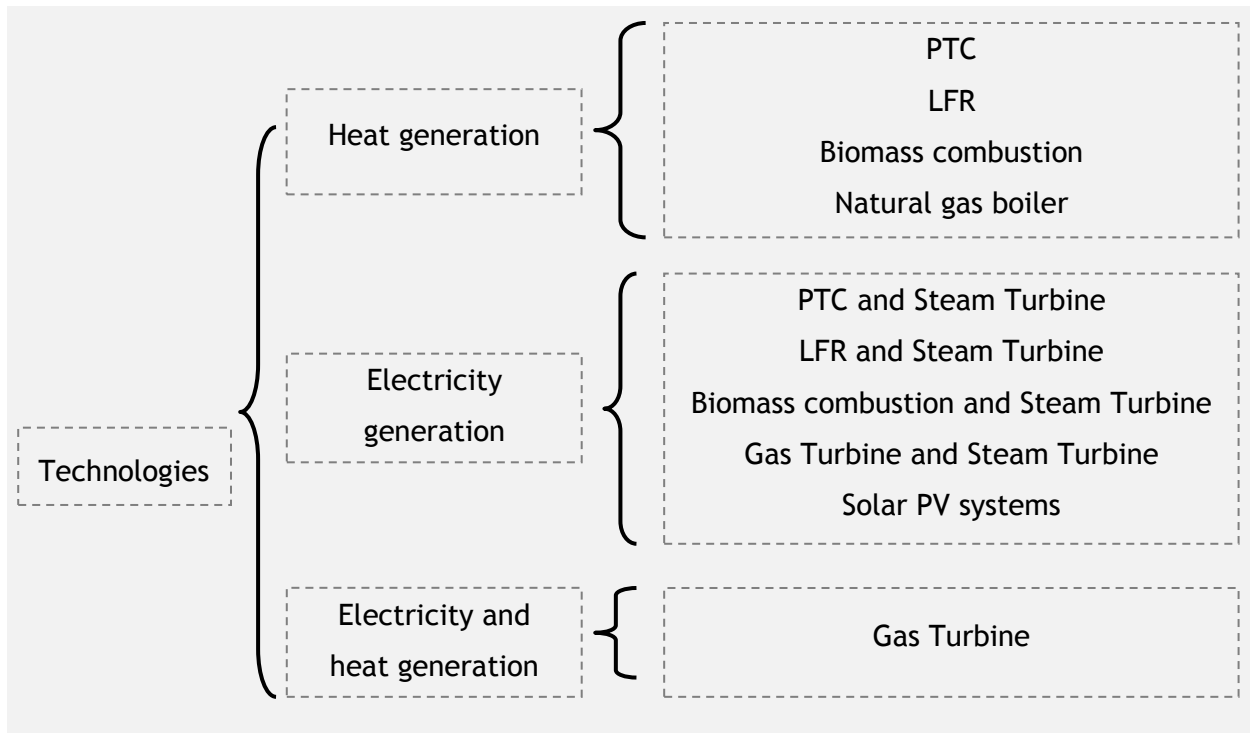 Technologies
Heat generation
PTC
LFR
Biomass combustion
Natural gas boiler
Electricity
generation
PTC and Steam Turbine
LFR and Steam Turbine
Biomass combustion and Steam Turbine
Gas Turbine and Steam Turbine
Solar PV systems
Electricity and
heat generation
Gas Turbine